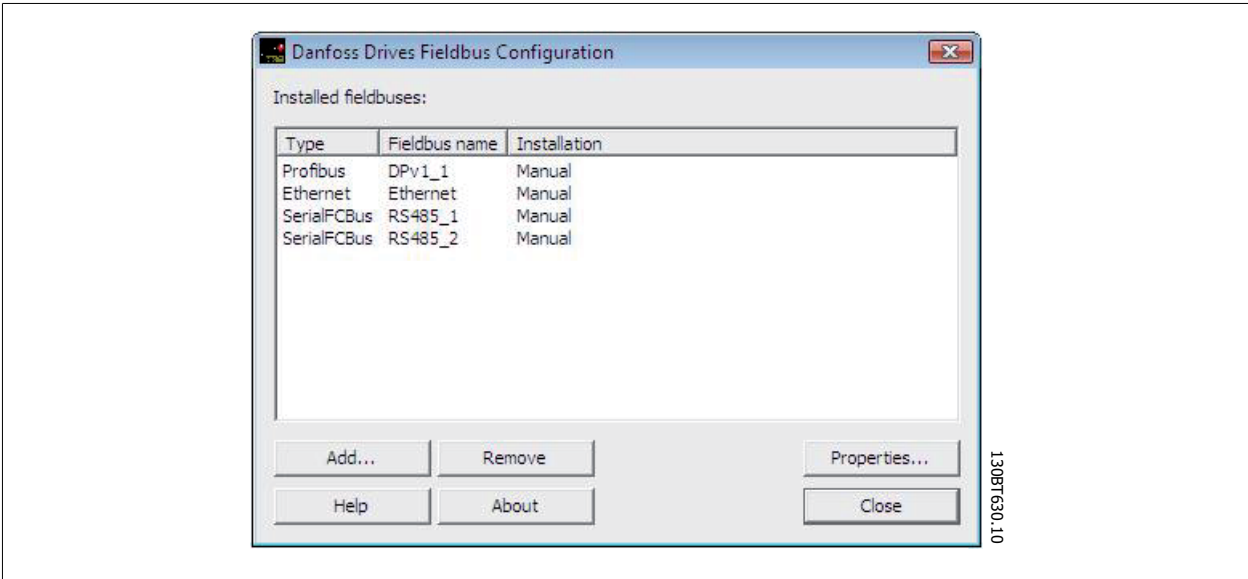 Danfoss Drives Fieldbus Configuration
Installed fieldbuses:
Type Fieldbus name Installation
Profibus DPv1_1 Manual
Ethernet Ethernet Manual
SerialFCBus RS485_1 Manual
SerialFCBus RS485_2 Manual
Add... Remove Properties...
Help About Close
130BT630.10